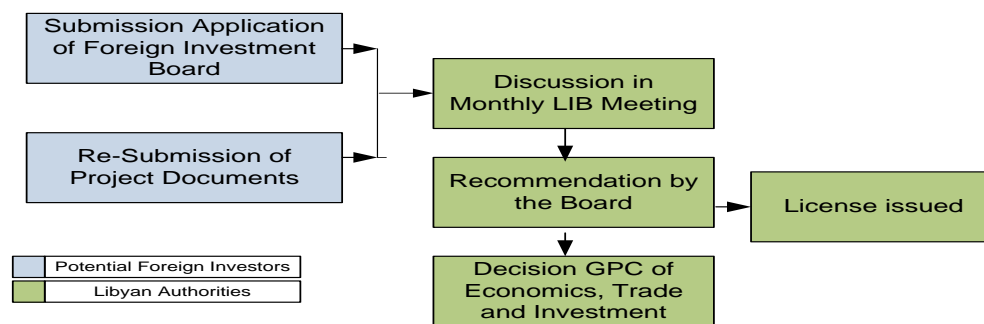 Submission Application
of Foreign Investment
Board
Discussion in
Monthly LIB Meeting
Re-Submission of
Project Documents
Recommendation by
the Board
License issued
Decision GPC of
Economics, Trade
and Investment
Potential Foreign Investors
Libyan Authorities